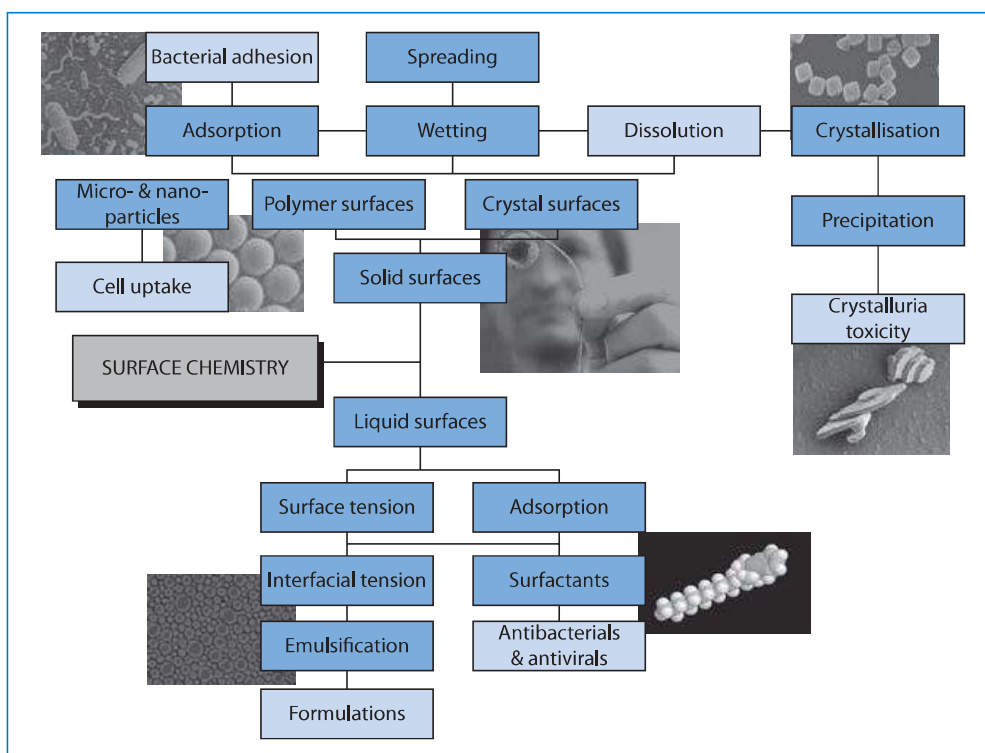 Bacterial adhesion
Spreading
Adsorption
Wetting
Dissolution
Crystallisation
Micro- & nano-
particles
Polymer surfaces
Crystal surfaces
Precipitation
Cell uptake
Solid surfaces
Crystalluria
toxicity
SURFACE CHEMISTRY
Liquid surfaces
Surface tension
Adsorption
Interfacial tension
Surfactants
Emulsification
Antibacterials
& antivirals
Formulations